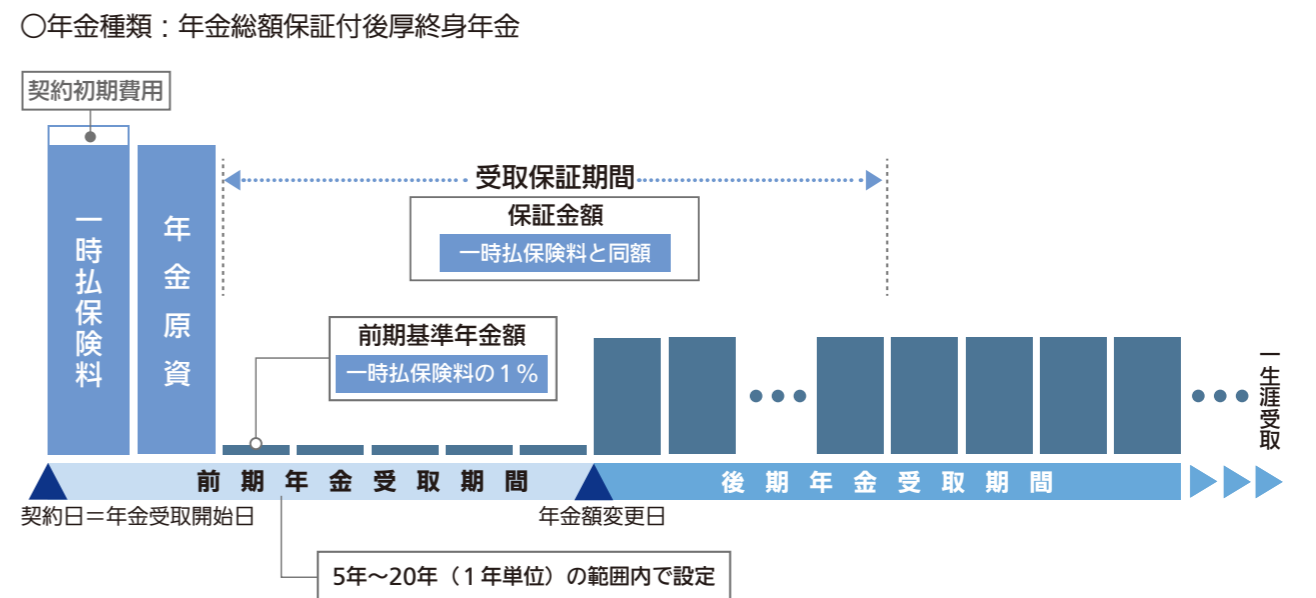 〇年金種類：年金総額保証付後厚終身年金
契約初期費用
一時払保険料
年金原資
受取保証期間
保証金額
一時払保険料と同額
前期基準年金額
一時払保険料の１％
一生涯受取
前期年金受取期間
後期年金受取期間
契約日＝年金受取開始日
年金額変更日
5年～20年（１年単位）の範囲内で設定